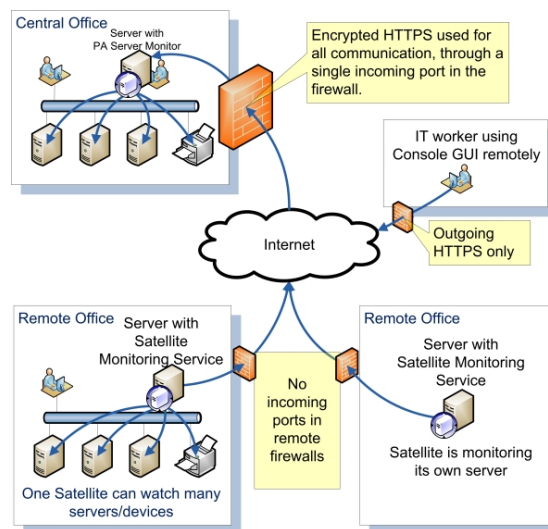 Central Office
Server with
PA Server Monitor
Encrypted HTTPS used for
all communication, through a
single incoming port in the
firewall.
IT worker using
Console GUI remotely
Outgoing
HTTPS only
Internet
Remote Office
Server with
Satellite
Monitoring Service
One Satellite can watch many
servers/devices
No
incoming
ports in
remote
firewalls
Remote Office
Server with
Satellite Monitoring
Service
Satellite is monitoring
its own server